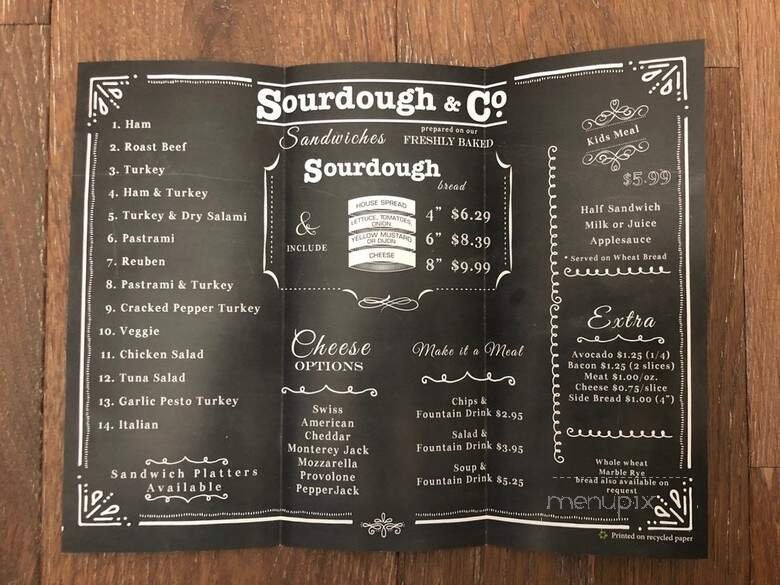 Sourdough & Co.
1. Ham
2. Roast Beef
3. Turkey
4. Ham & Turkey
5. Turkey & Dry Salami
6. Pastrami
7. Reuben
8. Pastrami & Turkey
9. Cracked Pepper Turkey
10. Veggie
11. Chicken Salad
12. Tuna Salad
13. Garlic Pesto Turkey
14. Italian
Sandwich Platters
Available
Sandwiches
prepared on our
FRESHLY BAKED
Sourdough
bread
&
INCLUDE
HOUSE SPREAD
LETTUCE, TOMATOES,
ONION
YELLOW MUSTARD
OR DIJON
CHEESE
4" $6.29
6" $8.39
8" $9.99
Cheese
OPTIONS
Swiss
American
Cheddar
Monterey Jack
Mozzarella
Provolone
PepperJack
Make it a Meal
Chips &
Fountain Drink $2.95
Salad &
Fountain Drink $3.95
Soup &
Fountain Drink $5.25
Kids Meal
$5.99
Half Sandwich
Milk or Juice
Applesauce
* Served on Wheat Bread
Extra
Avocado $1.25 (1/4)
Bacon $1.25 (2 slices)
Meat $1.00/oz.
Cheese $0.75/slice
Side Bread $1.00 (4")
Whole wheat
Marble Rye
bread also available on
request
menupix
Printed on recycled paper